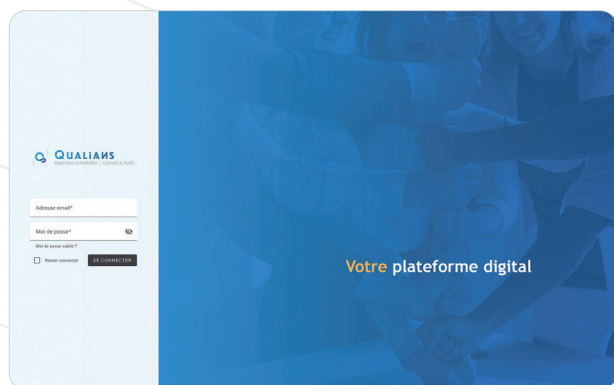 QUALIANS
Expertise comptable - Conseil & Audit
Adresse email*
Mot de passe*
Mot de passe oublié ?
Rester connecté
SE CONNECTER
Votre plateforme digital